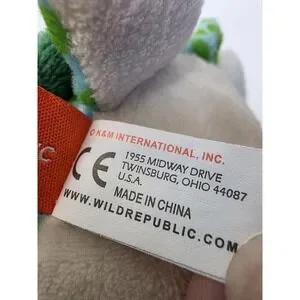 © K&M INTERNATIONAL, INC.
1955 MIDWAY DRIVE
TWINSBURG, OHIO 44087
U.S.A.
CE
MADE IN CHINA
WWW.WILDREPUBLIC.COM